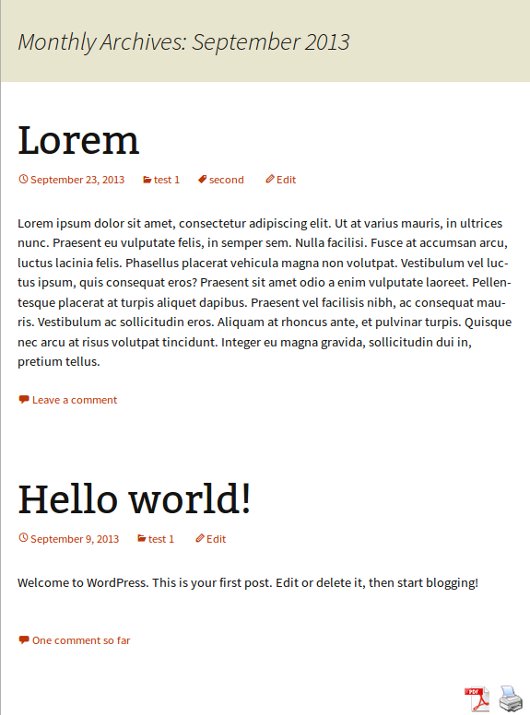 Monthly Archives: September 2013
Lorem
September 23, 2013 test 1 second Edit
Lorem ipsum dolor sit amet, consectetur adipiscing elit. Ut at varius mauris, in ultrices
nunc. Praesent eu vulputate felis, in semper sem. Nulla facilisi. Fusce at accumsan arcu,
luctus lacinia felis. Phasellus placerat vehicula magna non volutpat. Vestibulum vel luc-
tus ipsum, quis consequat eros? Praesent sit amet odio a enim vulputate laoreet. Pellen-
tesque placerat at turpis aliquet dapibus. Praesent vel facilisis nibh, ac consequat mau-
ris. Vestibulum ac sollicitudin eros. Aliquam at rhoncus ante, et pulvinar turpis. Quisque
nec arcu at risus volutpat tincidunt. Integer eu magna gravida, sollicitudin dui in,
pretium tellus.
Leave a comment
Hello world!
September 9, 2013 test 1 Edit
Welcome to WordPress. This is your first post. Edit or delete it, then start blogging!
One comment so far
PDF